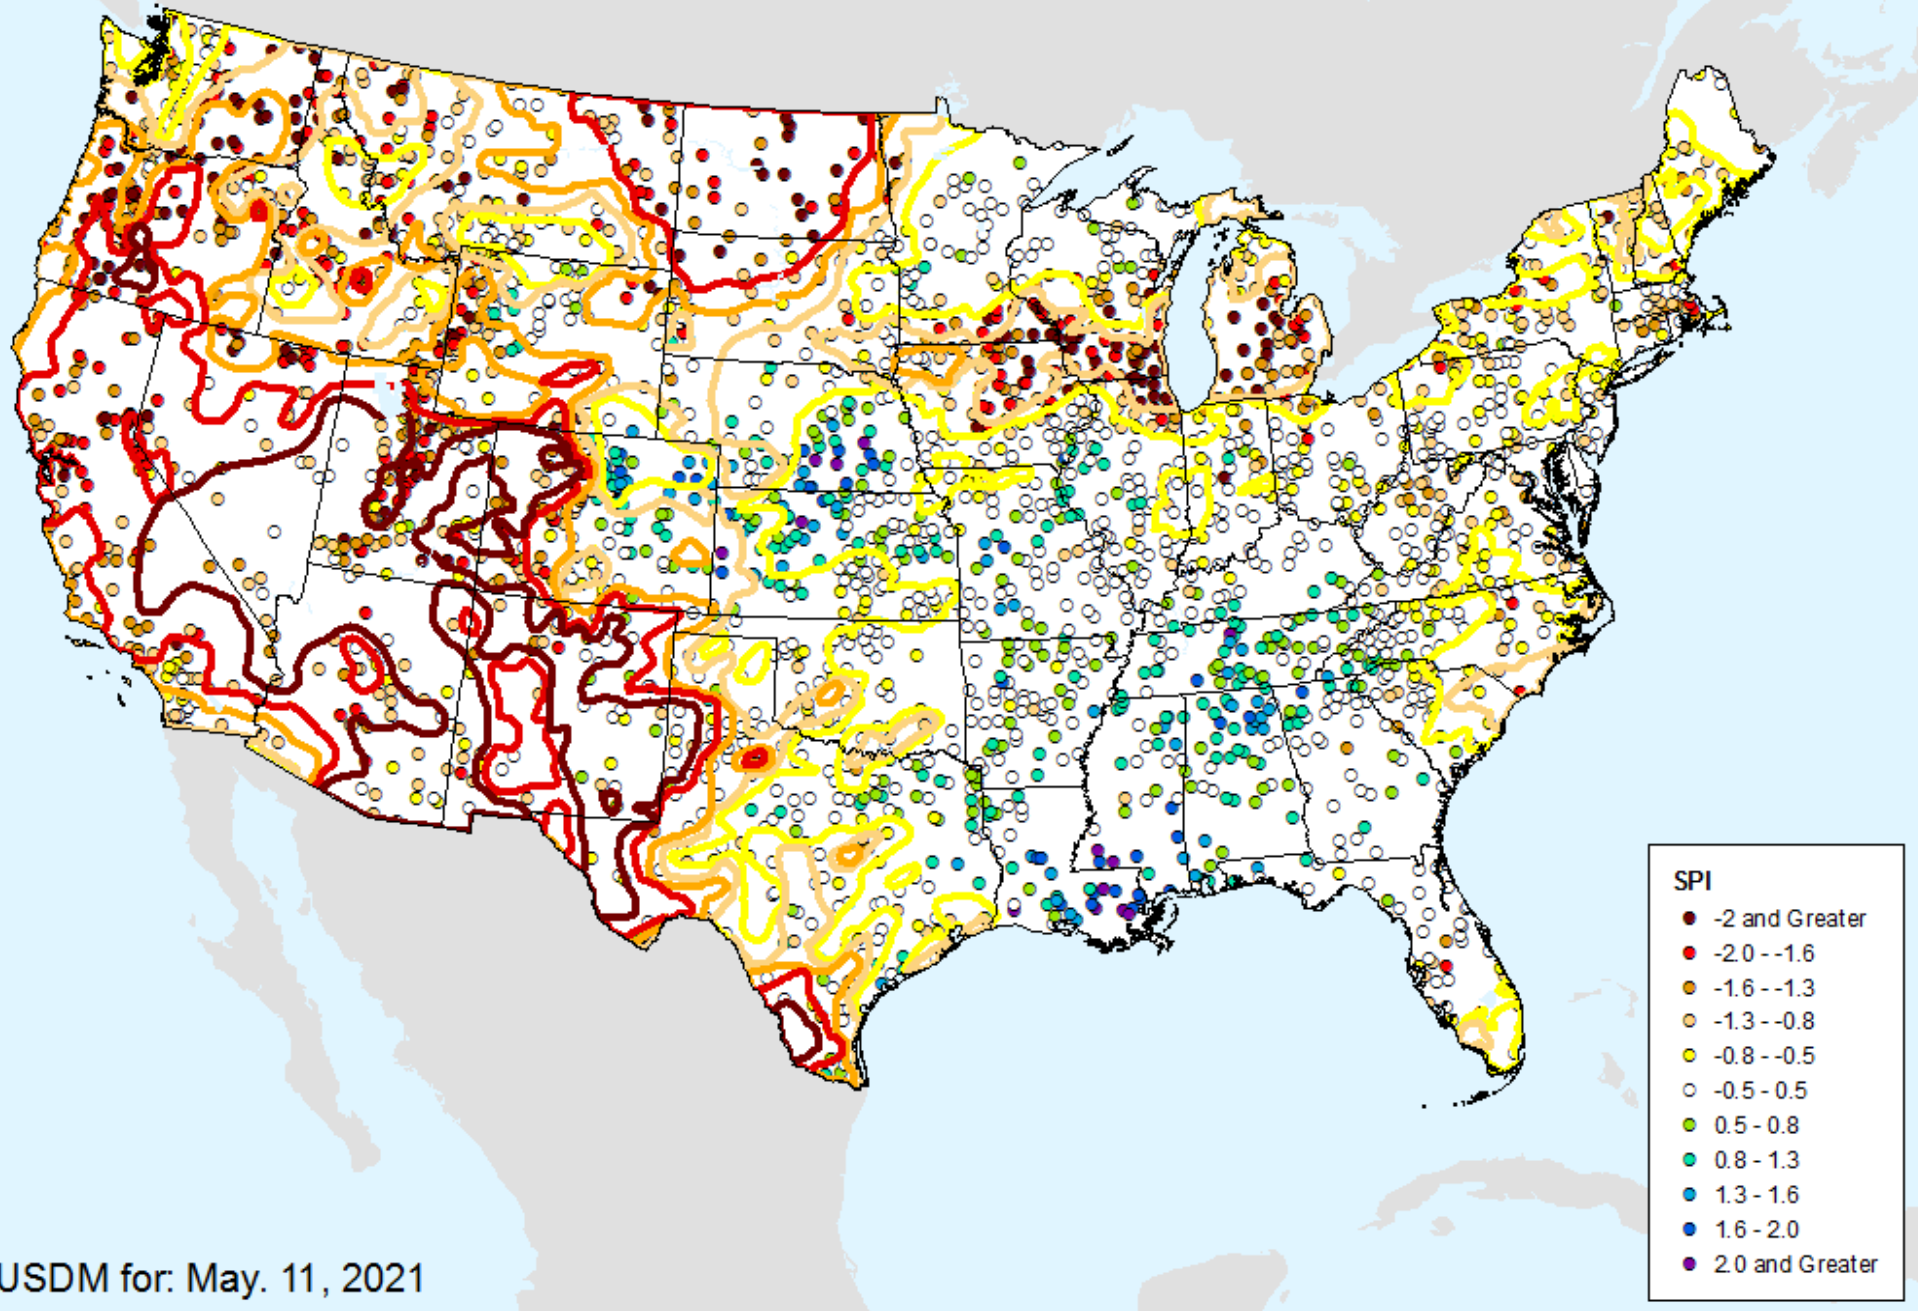 SPI
-2 and Greater
-2.0 - -1.6
-1.6 - -1.3
-1.3 - -0.8
-0.8 - -0.5
-0.5 - 0.5
0.5 - 0.8
0.8 - 1.3
1.3 - 1.6
1.6 - 2.0
2.0 and Greater
USDM for: May. 11, 2021